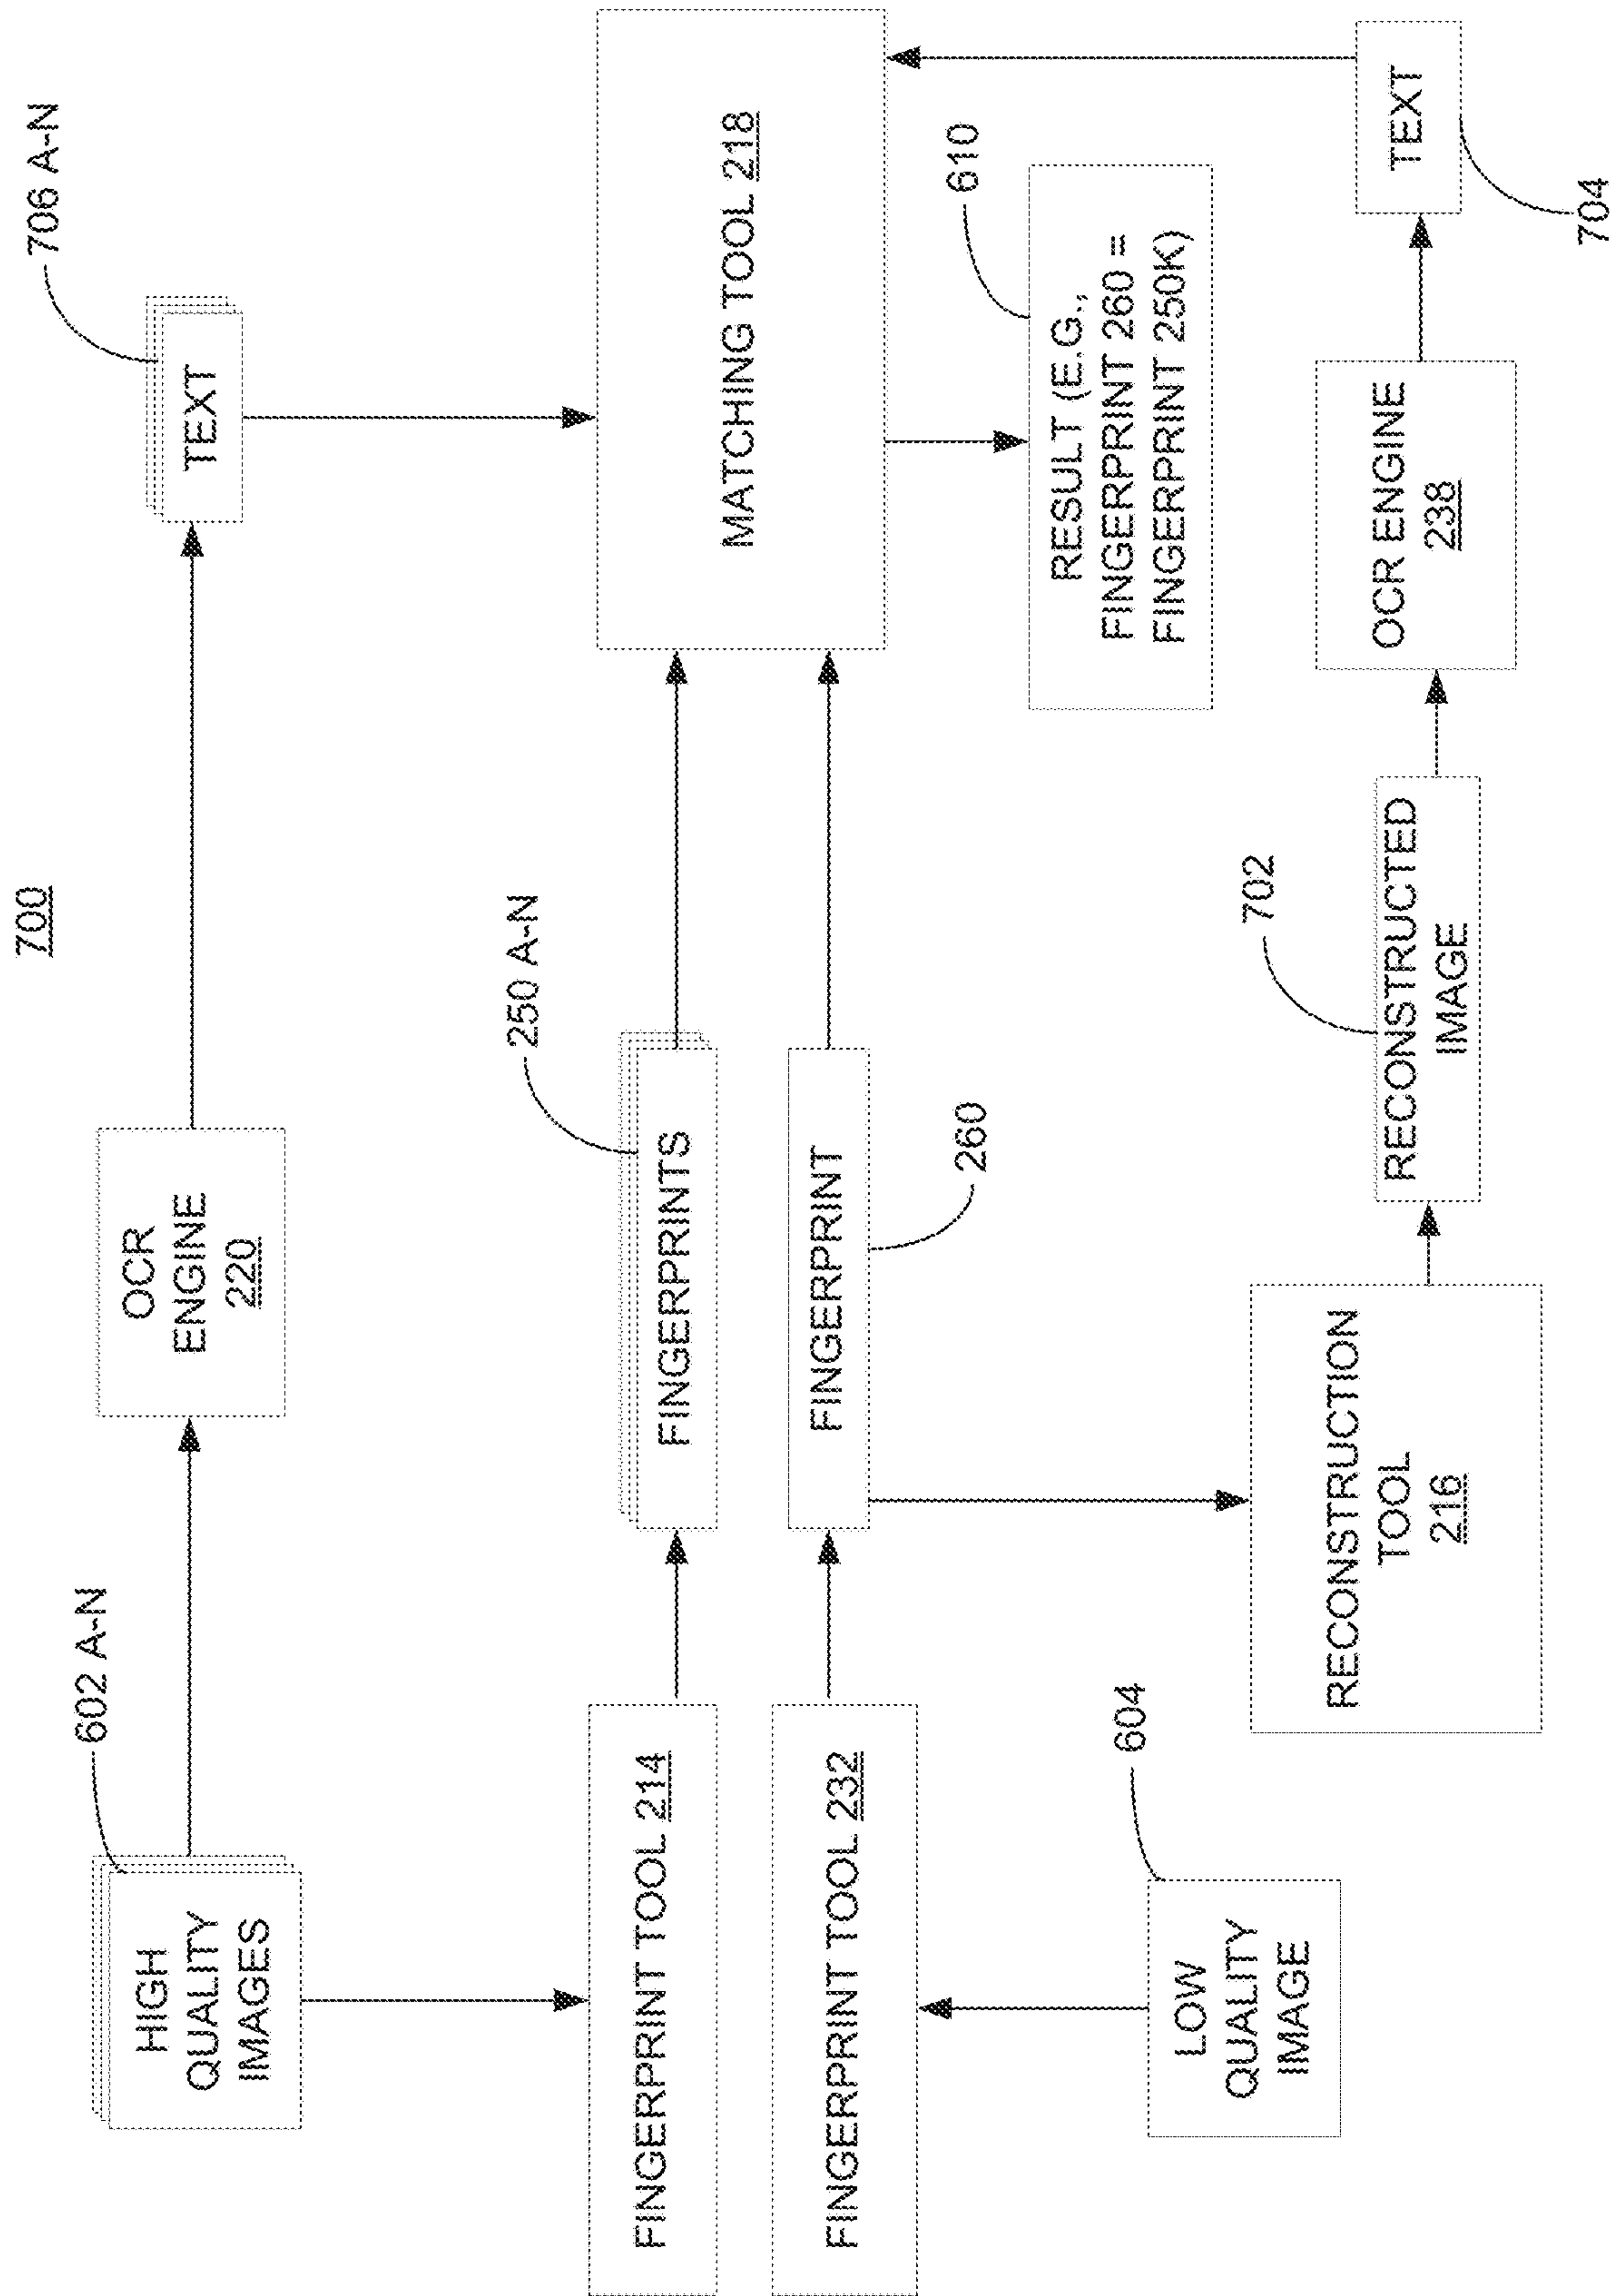 700
602 A-N
HIGH
QUALITY
IMAGES
OCR
ENGINE
220
706 A-N
TEXT
FINGERPRINT TOOL 214
250 A-N
FINGERPRINTS
MATCHING TOOL 218
FINGERPRINT TOOL 232
FINGERPRINT
260
604
LOW
QUALITY
IMAGE
610
RESULT (E.G.,
FINGERPRINT 260 =
FINGERPRINT 250K)
RECONSTRUCTION
TOOL
216
702
RECONSTRUCTED
IMAGE
OCR ENGINE
238
TEXT
704